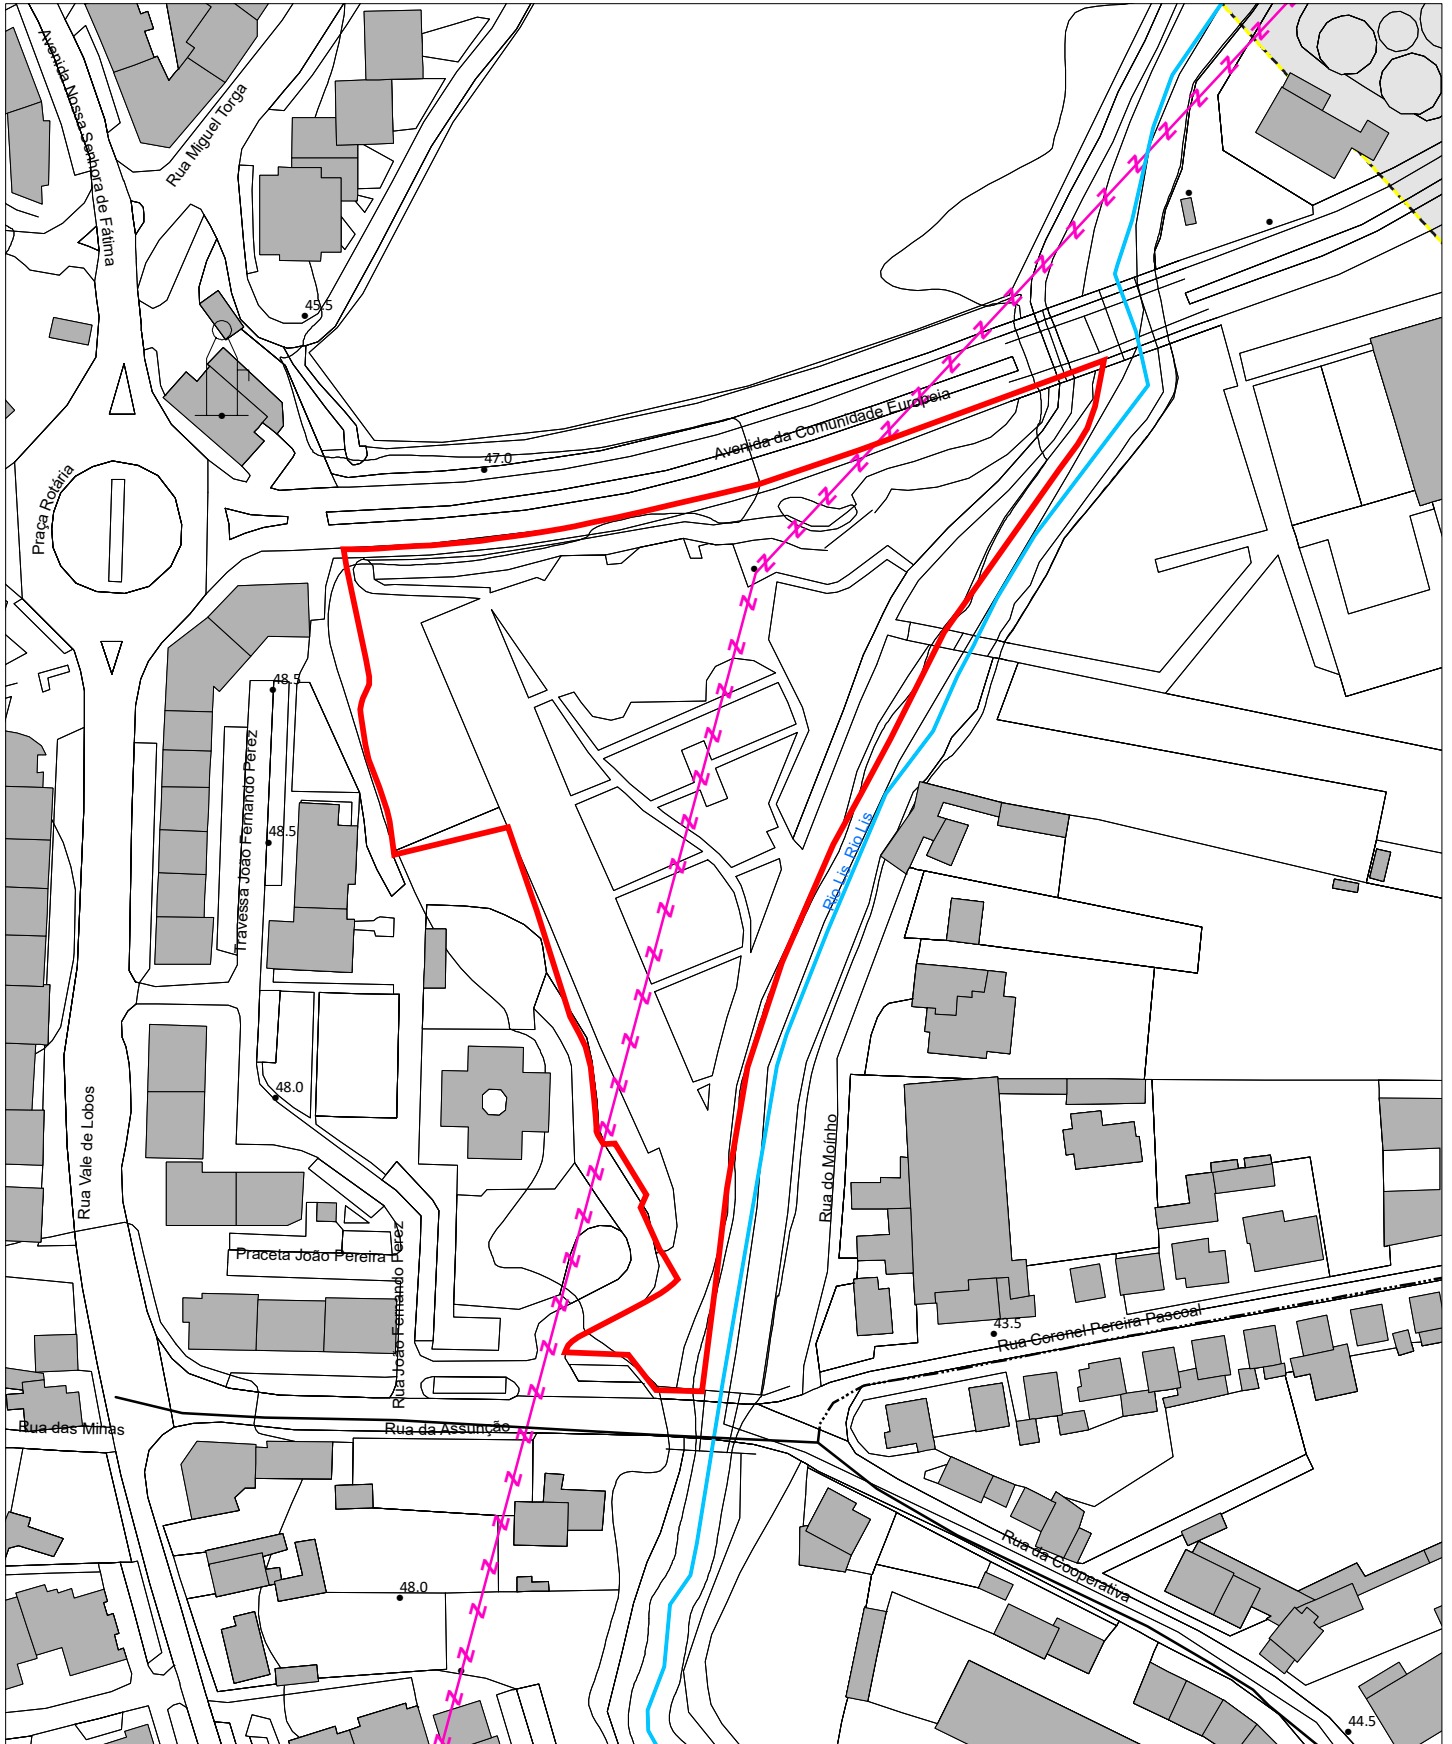 Avenida Nossa Senhora de Fátima
Rua Miguel Torga
45.5
47.0
Avenida da Comunidade Europeia
Praça Rotária
48.5
Travessa João Fernando Perez
48.5
Rio Lis
Rio Lis
48.0
Rua Vale de Lobos
Rua do Moínho
Praceta João Pereira
Rua João Fernando Perez
43.5
Rua Coronel Pereira Pascoal
Rua das Minas
Rua da Assunção
Rua da Cooperativa
48.0
44.5